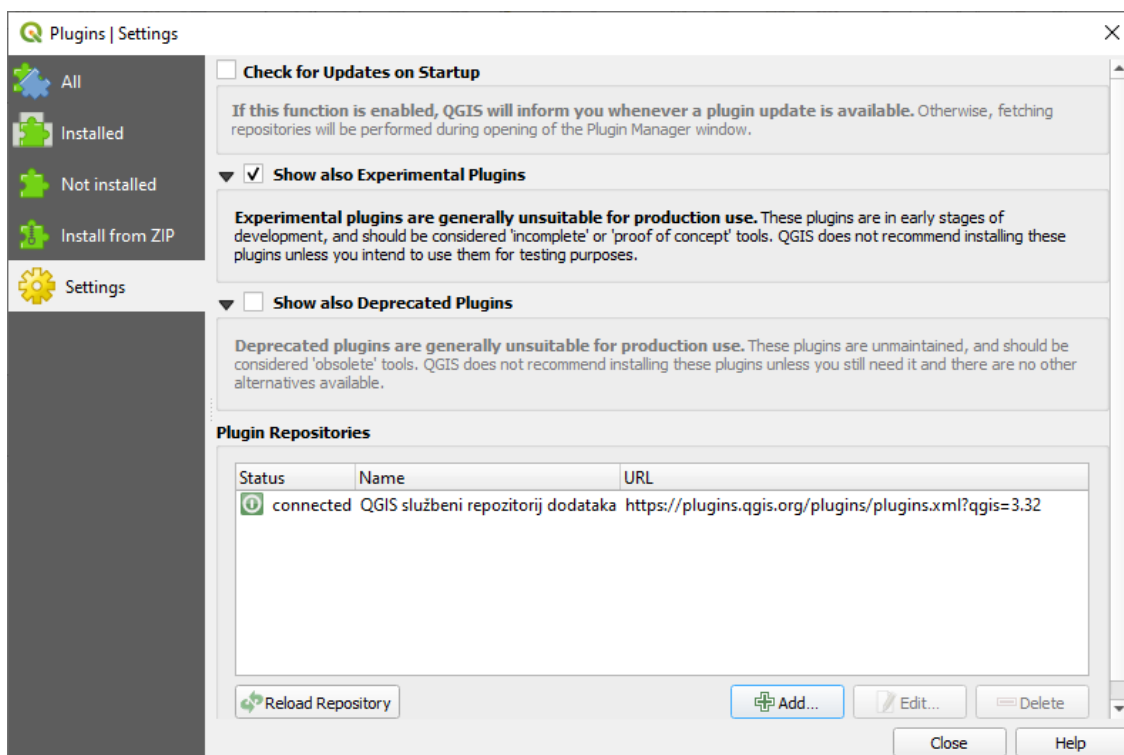 Plugins | Settings
All
Installed
Not installed
Install from ZIP
Settings
Check for Updates on Startup
If this function is enabled, QGIS will inform you whenever a plugin update is available. Otherwise, fetching
repositories will be performed during opening of the Plugin Manager window.
Show also Experimental Plugins
Experimental plugins are generally unsuitable for production use. These plugins are in early stages of
development, and should be considered 'incomplete' or 'proof of concept' tools. QGIS does not recommend installing these
plugins unless you intend to use them for testing purposes.
Show also Deprecated Plugins
Deprecated plugins are generally unsuitable for production use. These plugins are unmaintained, and should be
considered 'obsolete' tools. QGIS does not recommend installing these plugins unless you still need it and there are no other
alternatives available.
Plugin Repositories
Status Name URL
connected QGIS službeni repozitorij dodataka https://plugins.qgis.org/plugins/plugins.xml?qgis=3.32
Reload Repository Add... Edit... Delete
Close Help